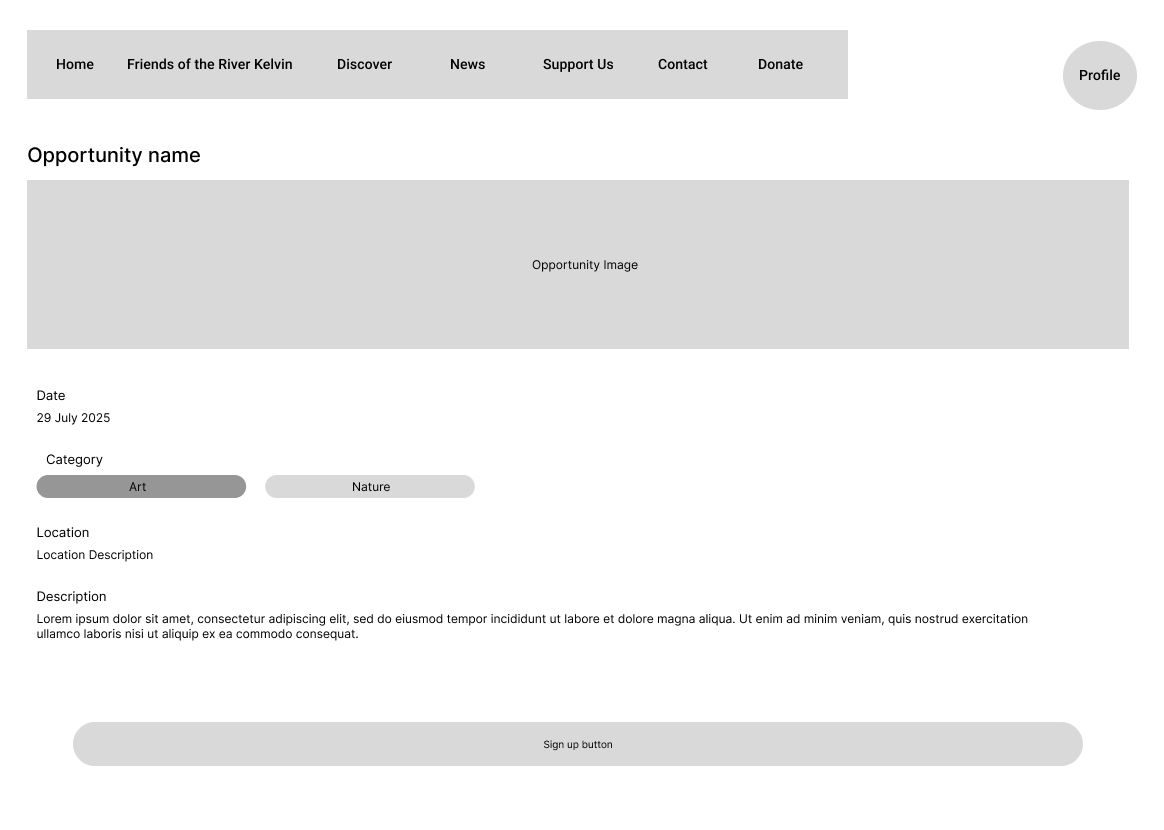 Home Friends of the River Kelvin Discover News Support Us Contact Donate
Profile
Opportunity name
Opportunity Image
Date
29 July 2025
Category
Art Nature
Location
Location Description
Description
Lorem ipsum dolor sit amet, consectetur adipiscing elit, sed do eiusmod tempor incididunt ut labore et dolore magna aliqua. Ut enim ad minim veniam, quis nostrud exercitation
ullamco laboris nisi ut aliquip ex ea commodo consequat.
Sign up button